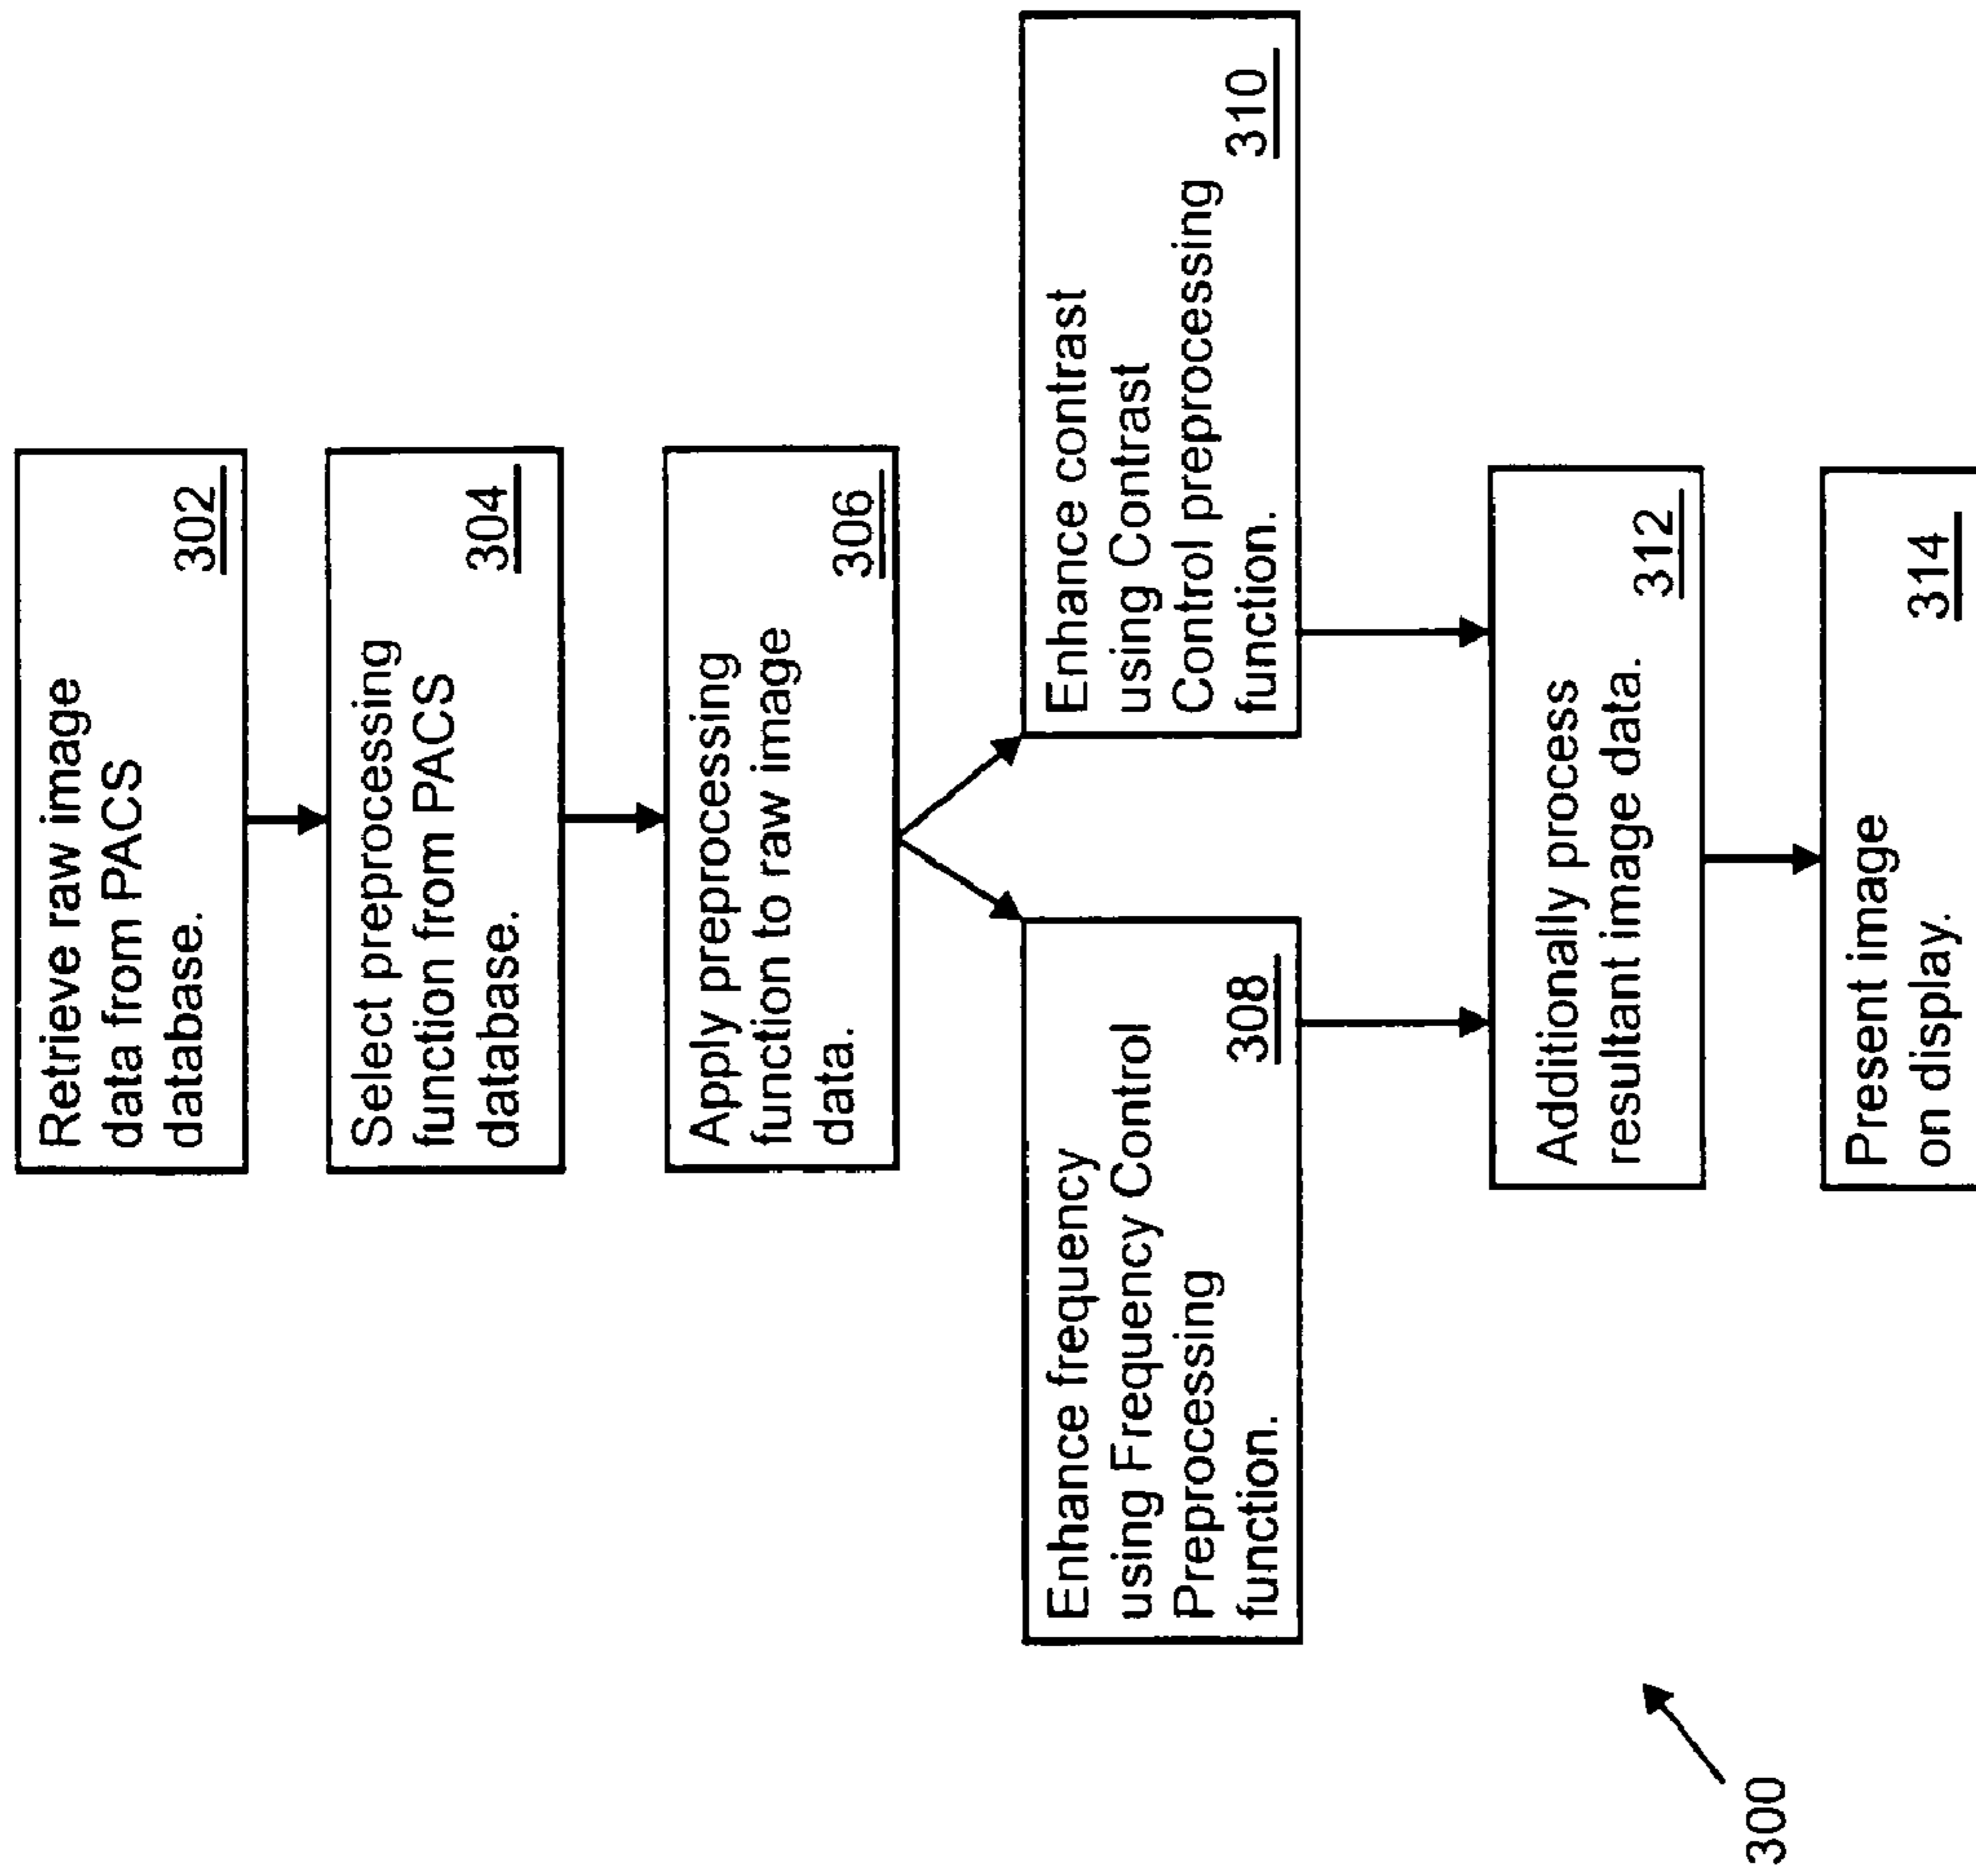 Retrieve raw image
data from PACS
database.
302
Select preprocessing
function from PACS
database.
304
Apply preprocessing
function to raw image
data.
306
Enhance frequency
using Frequency Control
Preprocessing
function.
308
Enhance contrast
using Contrast
Control preprocessing
function.
310
Additionally process
resultant image data.
312
Present image
on display.
314
300